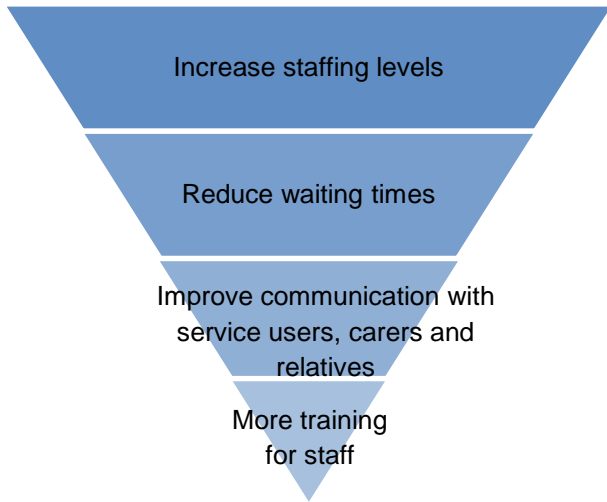 Increase staffing levels
Reduce waiting times
Improve communication with
service users, carers and
relatives
More training
for staff